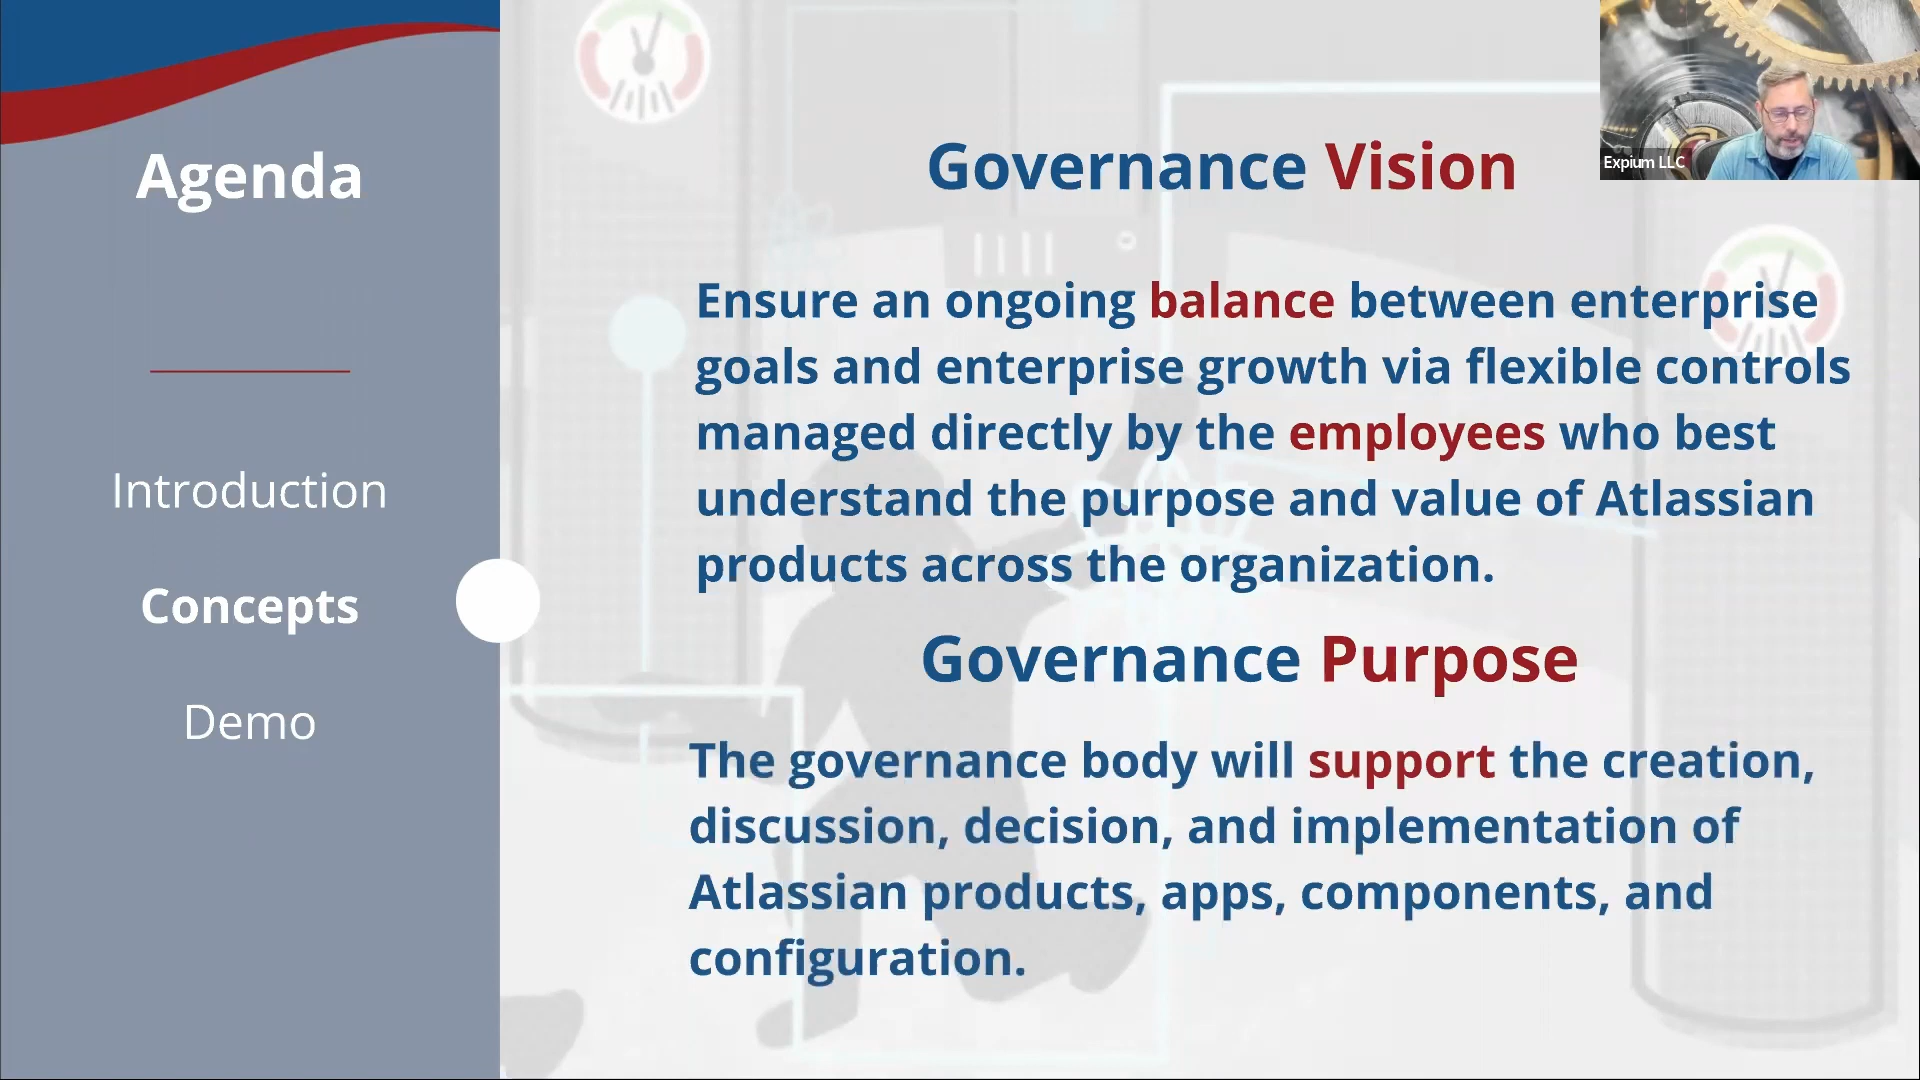 Agenda
Introduction
Concepts
Demo
Governance Vision
Ensure an ongoing balance between enterprise
goals and enterprise growth via flexible controls
managed directly by the employees who best
understand the purpose and value of Atlassian
products across the organization.
Governance Purpose
The governance body will support the creation,
discussion, decision, and implementation of
Atlassian products, apps, components, and
configuration.
Expium LLC